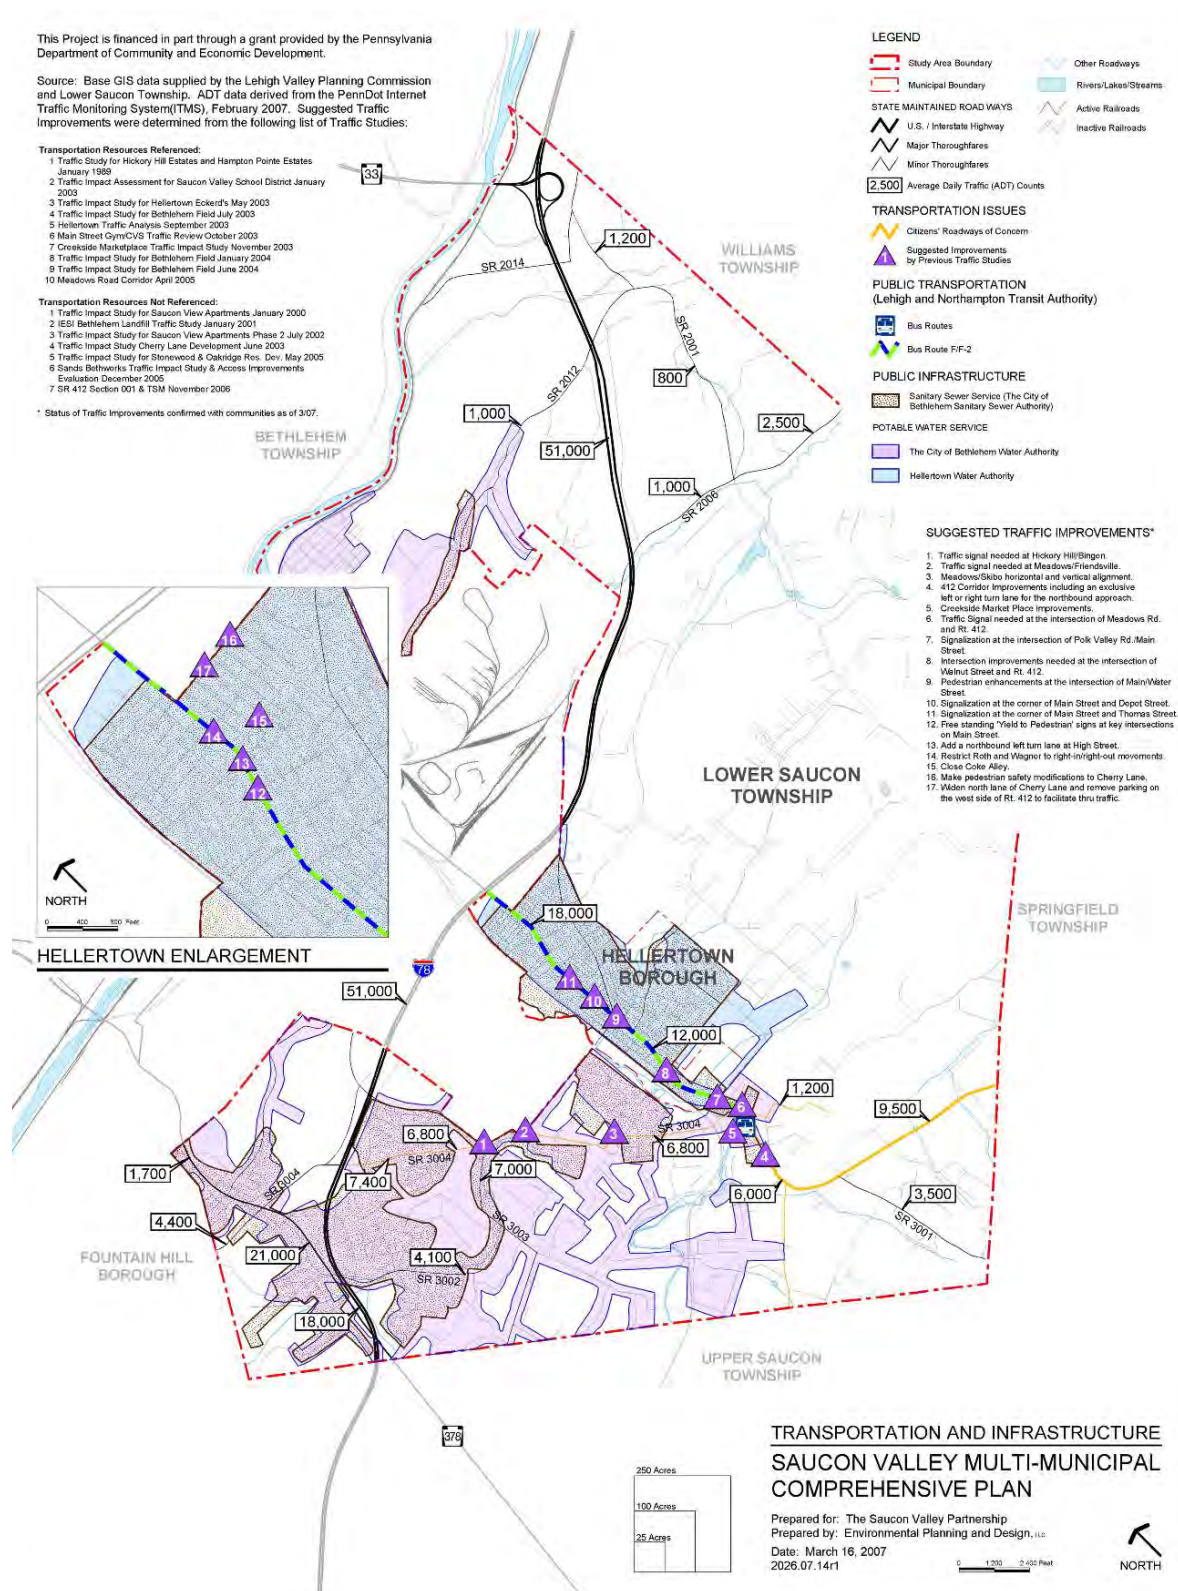 This Project is financed in part through a grant provided by the Pennsylvania
Department of Community and Economic Development.
Source: Base GIS data supplied by the Lehigh Valley Planning Commission
and Lower Saucon Township. ADT data derived from the PennDot Internet
Traffic Monitoring System(ITMS), February 2007. Suggested Traffic
Improvements were determined from the following list of Traffic Studies:
Transportation Resources Referenced:
1 Traffic Study for Hickory Hill Estates and Hampton Pointe Estates
January 1989
2 Traffic Impact Assessment for Saucon Valley School District January
2003
3 Traffic Impact Study for Hellertown Eckerd's May 2003
4 Traffic Impact Study for Bethlehem Field July 2003
5 Hellertown Traffic Analysis September 2003
6 Main Street Gym/CVS Traffic Review October 2003
7 Creekside Marketplace Traffic Impact Study November 2003
8 Traffic Impact Study for Bethlehem Field January 2004
9 Traffic Impact Study for Bethlehem Field June 2004
10 Meadows Road Corridor April 2005
Transportation Resources Not Referenced:
1 Traffic Impact Study for Saucon View Apartments January 2000
2 IESI Bethlehem Landfill Traffic Study January 2001
3 Traffic Impact Study for Saucon View Apartments Phase 2 July 2002
4 Traffic Impact Study Cherry Lane Development June 2003
5 Traffic Impact Study for Stonewood & Oakridge Res. Dev. May 2005
6 Sands Bethworks Traffic Impact Study & Access Improvements
Evaluation December 2005
7 SR 412 Section 001 & TSM November 2006
* Status of Traffic Improvements confirmed with communities as of 3/07.
LEGEND
Study Area Boundary
Municipal Boundary
Other Roadways
Rivers/Lakes/Streams
Active Railroads
Inactive Railroads
STATE MAINTAINED ROAD WAYS
U.S. / Interstate Highway
Major Thoroughfares
Minor Thoroughfares
2,500 Average Daily Traffic (ADT) Counts
TRANSPORTATION ISSUES
Citizens' Roadways of Concern
1 Suggested Improvements
by Previous Traffic Studies
PUBLIC TRANSPORTATION
(Lehigh and Northampton Transit Authority)
Bus Routes
Bus Route F/F-2
PUBLIC INFRASTRUCTURE
Sanitary Sewer Service (The City of
Bethlehem Sanitary Sewer Authority)
POTABLE WATER SERVICE
The City of Bethlehem Water Authority
Hellertown Water Authority
SUGGESTED TRAFFIC IMPROVEMENTS*
1. Traffic signal needed at Hickory Hill/Bingen.
2. Traffic signal needed at Meadows/Friendsville.
3. Meadows/Skibo horizontal and vertical alignment.
4. 412 Corridor Improvements including an exclusive
left or right turn lane for the northbound approach.
5. Creekside Market Place improvements.
6. Traffic Signal needed at the intersection of Meadows Rd.
and Rt. 412.
7. Signalization at the intersection of Polk Valley Rd./Main
Street.
8. Intersection improvements needed at the intersection of
Walnut Street and Rt. 412.
9. Pedestrian enhancements at the intersection of Main/Water
Street.
10. Signalization at the corner of Main Street and Depot Street.
11. Signalization at the corner of Main Street and Thomas Street.
12. Free standing 'Yield to Pedestrian' signs at key intersections
on Main Street.
13. Add a northbound left turn lane at High Street.
14. Restrict Roth and Wagner to right-in/right-out movements.
15. Close Coke Alley.
16. Make pedestrian safety modifications to Cherry Lane.
17. Widen north lane of Cherry Lane and remove parking on
the west side of Rt. 412 to facilitate thru traffic.
33
1,200
WILLIAMS
TOWNSHIP
SR 2014
SR 2001
800
SR 2012
1,000
2,500
51,000
1,000
SR 2006
BETHLEHEM
TOWNSHIP
16
17
15
14
13
12
NORTH
0 400 800 Feet
HELLERTOWN ENLARGEMENT
LOWER SAUCON
TOWNSHIP
SPRINGFIELD
TOWNSHIP
18,000
HELLERTOWN
BOROUGH
78
51,000
11
10
9
12,000
8
7
6
1,200
9,500
5
4
SR 3004
6,800
3
2
1
6,800
SR 3004
7,400
7,000
1,700
SR 3004
4,400
21,000
6,000
3,500
SR 3001
SR 3003
4,100
SR 3002
18,000
FOUNTAIN HILL
BOROUGH
UPPER SAUCON
TOWNSHIP
378
250 Acres
100 Acres
25 Acres
TRANSPORTATION AND INFRASTRUCTURE
SAUCON VALLEY MULTI-MUNICIPAL
COMPREHENSIVE PLAN
Prepared for: The Saucon Valley Partnership
Prepared by: Environmental Planning and Design, LLC
Date: March 16, 2007
2026.07.14r1
0 1,200 2,400 Feet
NORTH